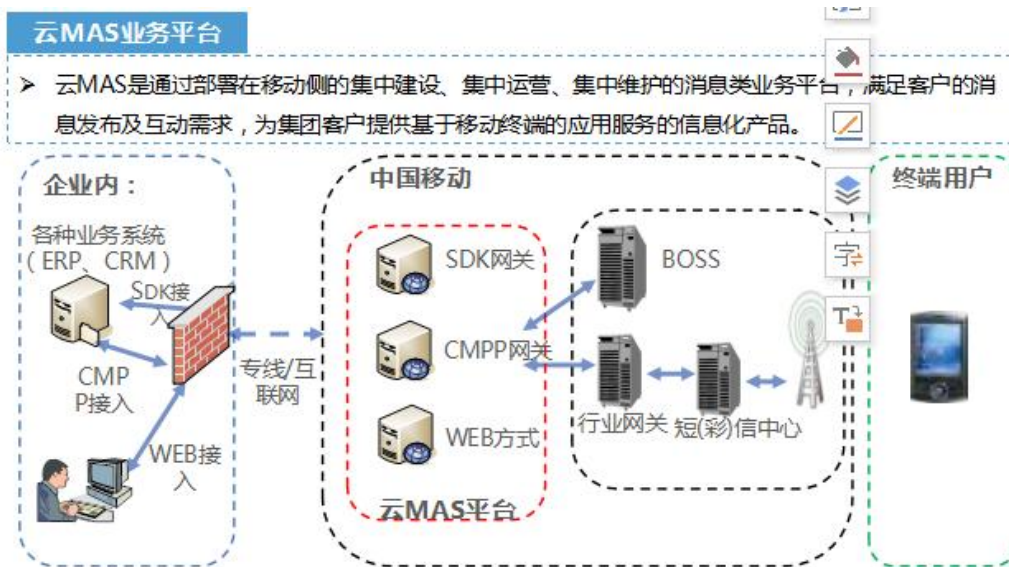 云MAS业务平台
➢ 云MAS是通过部署在移动侧的集中建设、集中运营、集中维护的消息类业务平台，满足客户的消
息发布及互动需求，为集团客户提供基于移动终端的应用服务的信息化产品。
企业内：
中国移动
终端用户
各种业务系统
（ERP、CRM）
SDK接
入
CMP
P接入
WEB接
入
专线/互
联网
SDK网关
CMPP网关
WEB方式
云MAS平台
BOSS
行业网关
短(彩)信中心
字
T